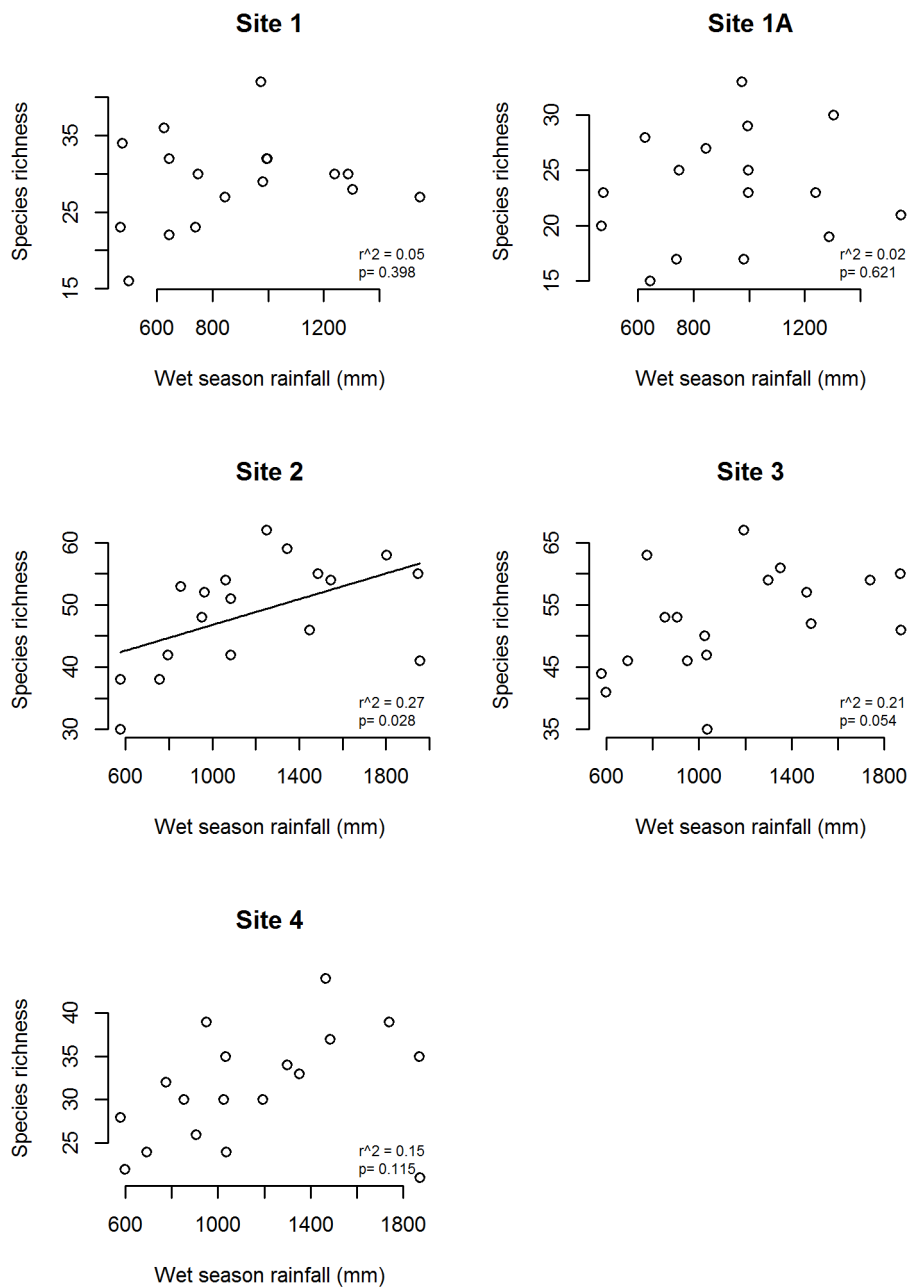 Site 1
Species richness
15 25 35
r^2 = 0.05
p= 0.398
600 800 1200
Wet season rainfall (mm)
Site 1A
Species richness
15 20 25 30
r^2 = 0.02
p= 0.621
600 800 1200
Wet season rainfall (mm)
Site 2
Species richness
30 40 50 60
r^2 = 0.27
p= 0.028
600 1000 1400 1800
Wet season rainfall (mm)
Site 3
Species richness
35 45 55 65
r^2 = 0.21
p= 0.054
600 1000 1400 1800
Wet season rainfall (mm)
Site 4
Species richness
25 30 35 40
r^2 = 0.15
p= 0.115
600 1000 1400 1800
Wet season rainfall (mm)